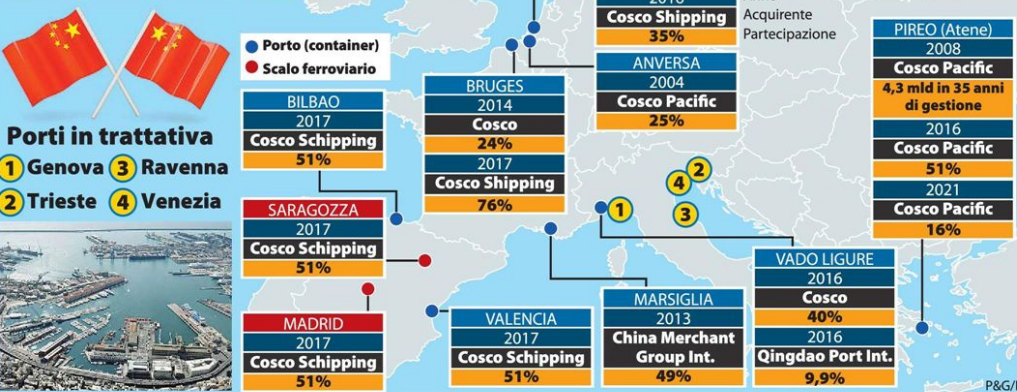 Porto (container)
Scalo ferroviario
Porti in trattativa
1 Genova 3 Ravenna
2 Trieste 4 Venezia
BILBAO
2017
Cosco Schipping
51%
SARAGOZZA
2017
Cosco Schipping
51%
MADRID
2017
Cosco Schipping
51%
BRUGES
2014
Cosco
24%
2017
Cosco Shipping
76%
Cosco Shipping
35%
Acquirente
Partecipazione
ANVERSA
2004
Cosco Pacific
25%
VALENCIA
2017
Cosco Schipping
51%
MARSIGLIA
2013
China Merchant
Group Int.
49%
1
2
4
3
VADO LIGURE
2016
Cosco
40%
2016
Qingdao Port Int.
9,9%
PIREO (Atene)
2008
Cosco Pacific
4,3 mld in 35 anni
di gestione
2016
Cosco Pacific
51%
2021
Cosco Pacific
16%